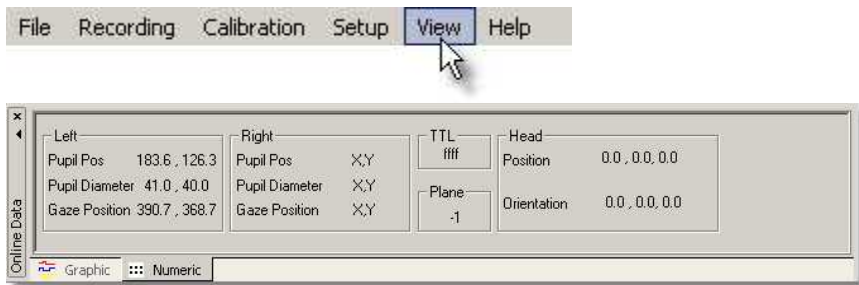 File Recording Calibration Setup View Help
Left Right TTL Head
Pupil Pos 183.6 , 126.3 Pupil Pos X,Y ffff Position 0.0 , 0.0, 0.0
Pupil Diameter 41.0 , 40.0 Pupil Diameter X,Y Plane
Gaze Position 390.7 , 368.7 Gaze Position X,Y -1 Orientation 0.0 , 0.0, 0.0
Online Data
Graphic Numeric